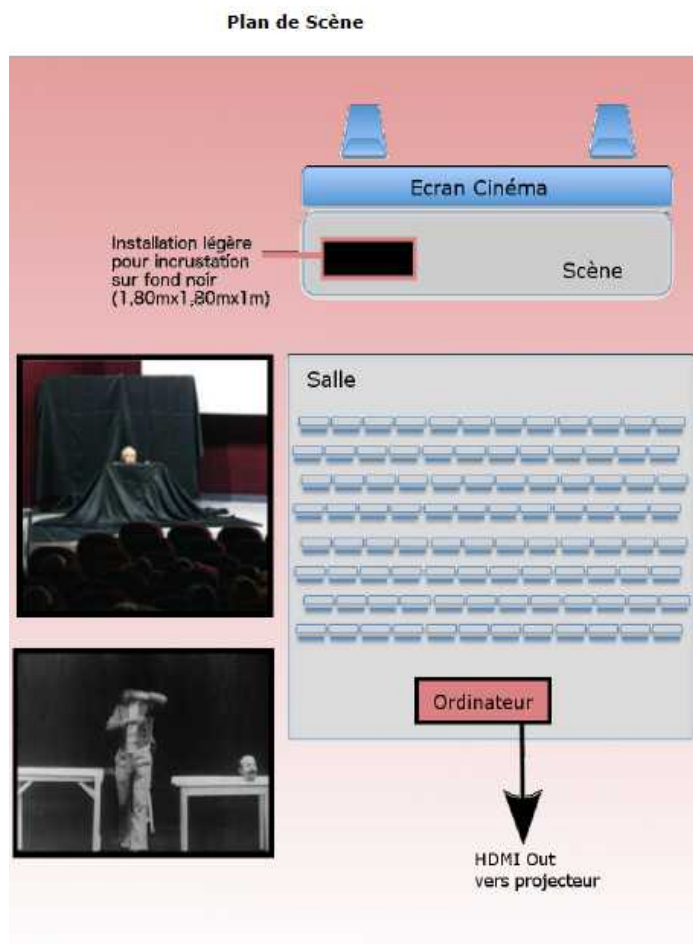 Plan de Scène
Ecran Cinéma
Installation légère
pour incrustation
sur fond noir
(1,80mx1,80mx1m)
Scène
Salle
Ordinateur
HDMI Out
vers projecteur